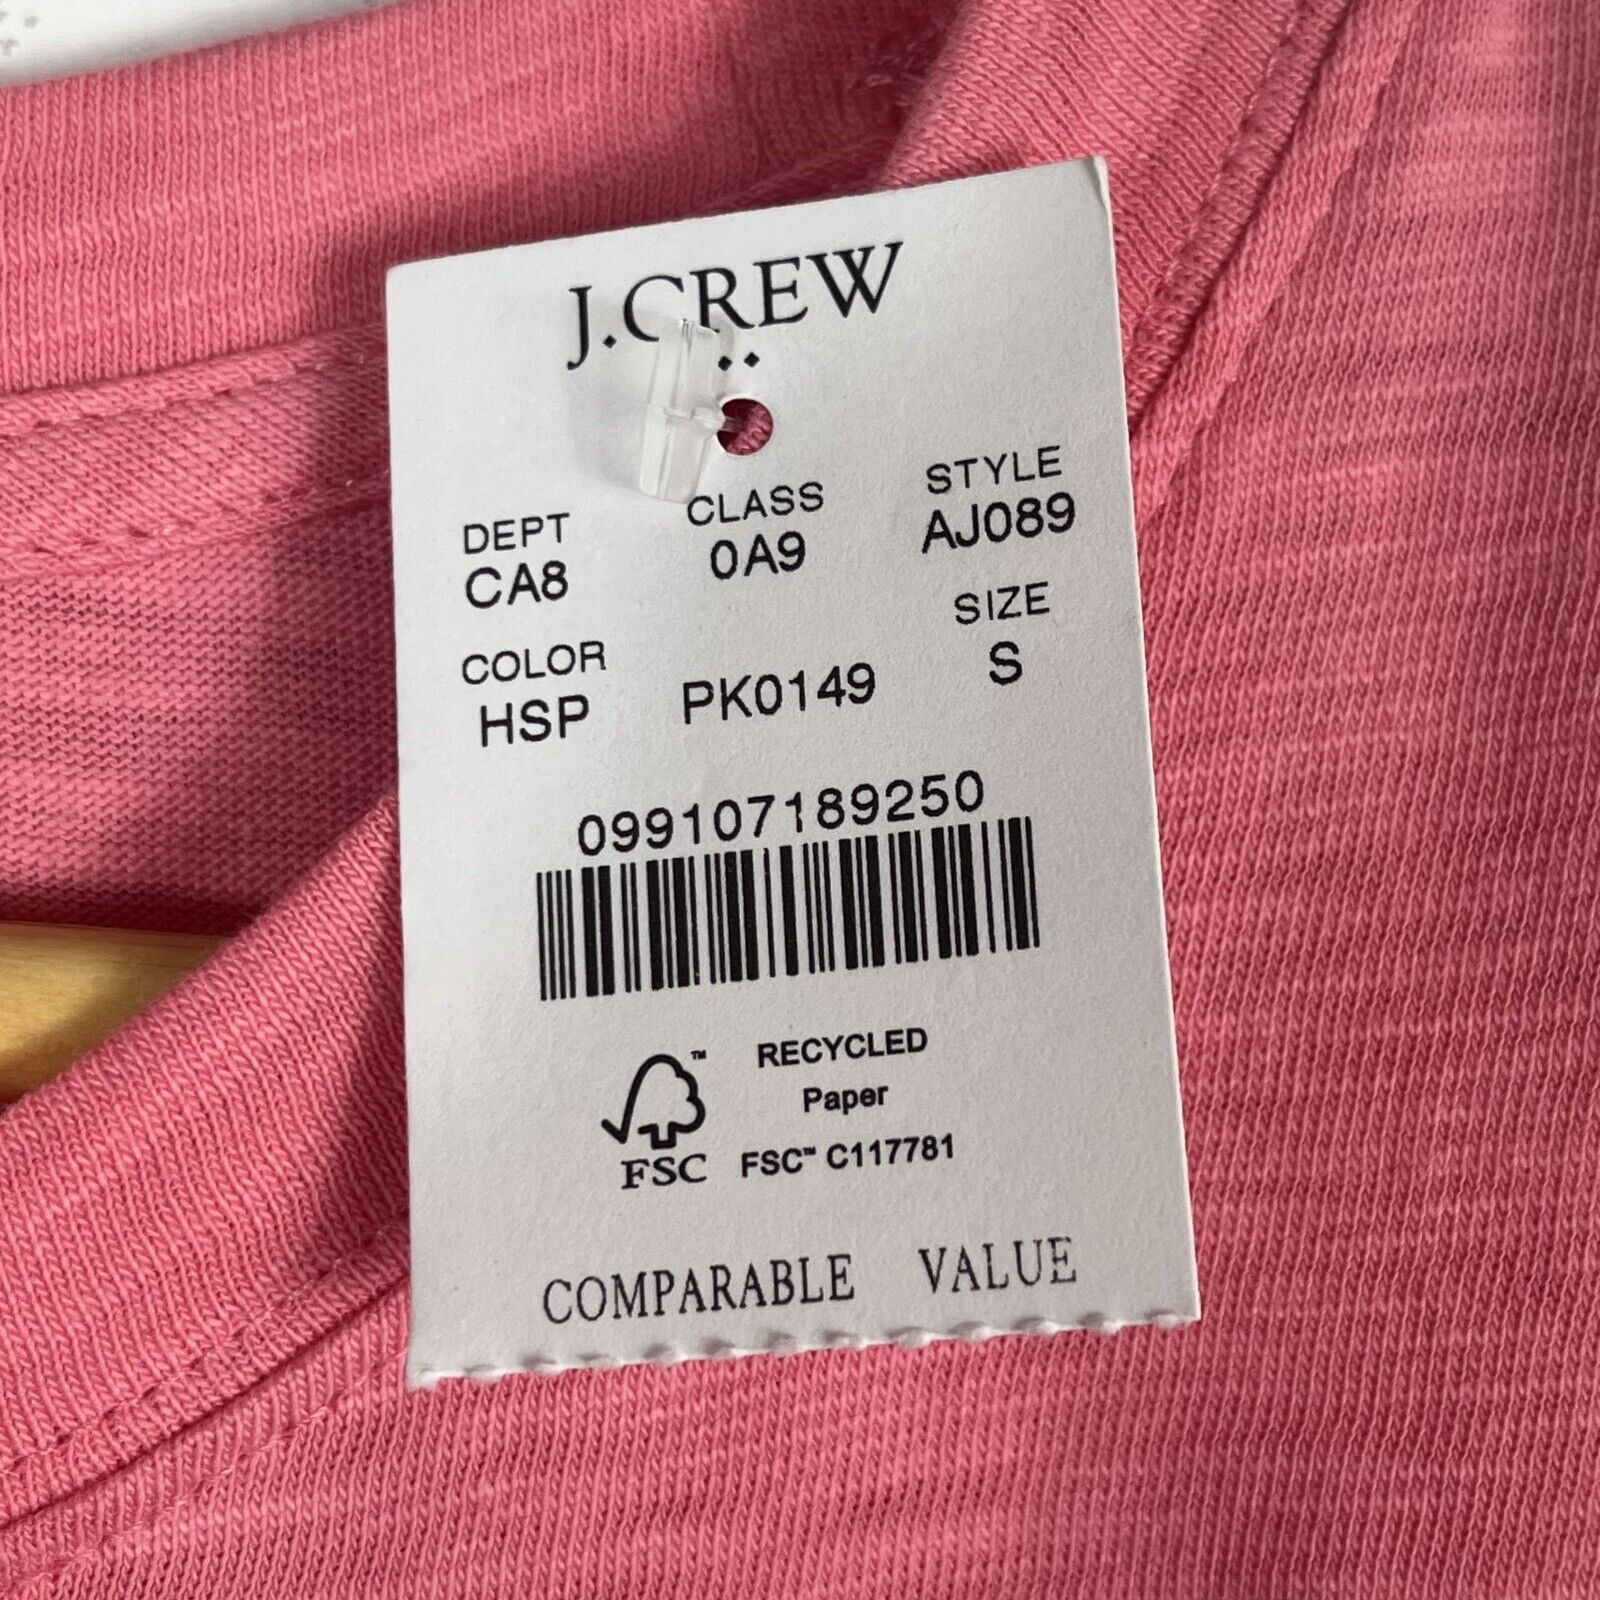 J.CREW
DEPT CLASS STYLE
CA8 0A9 AJ089
COLOR SIZE
HSP PK0149 S
099107189250
RECYCLED
Paper
FSC™ C117781
™
FSC
COMPARABLE VALUE